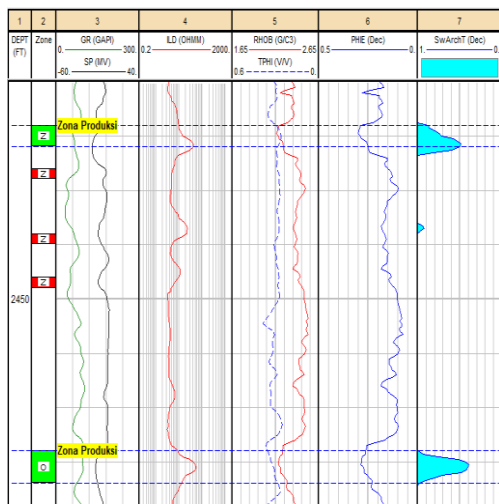 1 2 3 4 5 6 7
DEPT Zone GR (GAPI) ILD (OHMM) RHOB (G/C3) PHIE (Dec) SwArchT (Dec)
(FT) 0. 300. 0.2 2000. 1.65 2.65 0.5 0. 1. 0.
SP (MV) TPHI (V/V)
-60. 40. 0.6 0.
Zona Produksi
Z
Z
Z
Z
2450
Zona Produksi
O